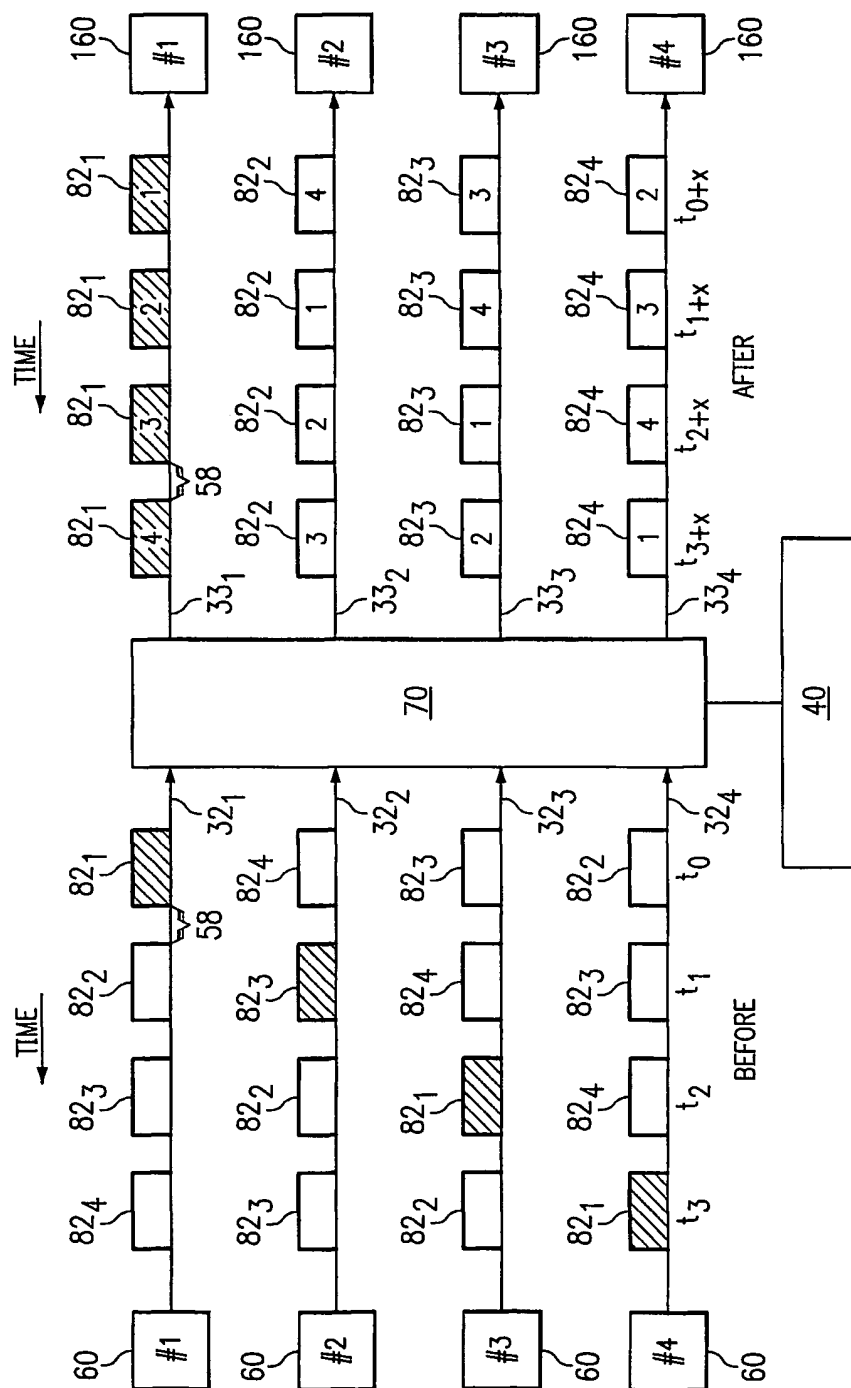 TIME TIME
60 82₄ 82₃ 82₂ 82₁ 82₁ 82₁ 82₁ 82₁ 160
#1 4 3 2 1 #1
58 32₁ 33₁ 58
60 82₃ 82₂ 82₃ 82₄ 82₂ 82₂ 82₂ 82₂ 160
#2 3 2 1 4 #2
32₂ 33₂
70
60 82₂ 82₁ 82₄ 82₃ 82₃ 82₃ 82₃ 82₃ 160
#3 2 1 4 3 #3
32₃ 33₃
60 82₁ 82₄ 82₃ 82₂ 82₄ 82₄ 82₄ 82₄ 160
#4 1 4 3 2 #4
t₃ t₂ t₁ t₀ 32₄ 33₄ t₃₊ₓ t₂₊ₓ t₁₊ₓ t₀₊ₓ
BEFORE AFTER
40